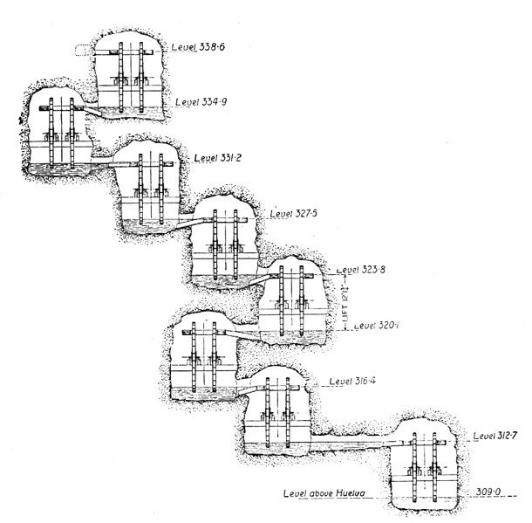 Level 338·6
Level 334·9
Level 331·2
Level 327·5
Level 323·8
LIFT 12'1"
Level 320·1
Level 316·4
Level 312·7
Level above Huelva 309·0